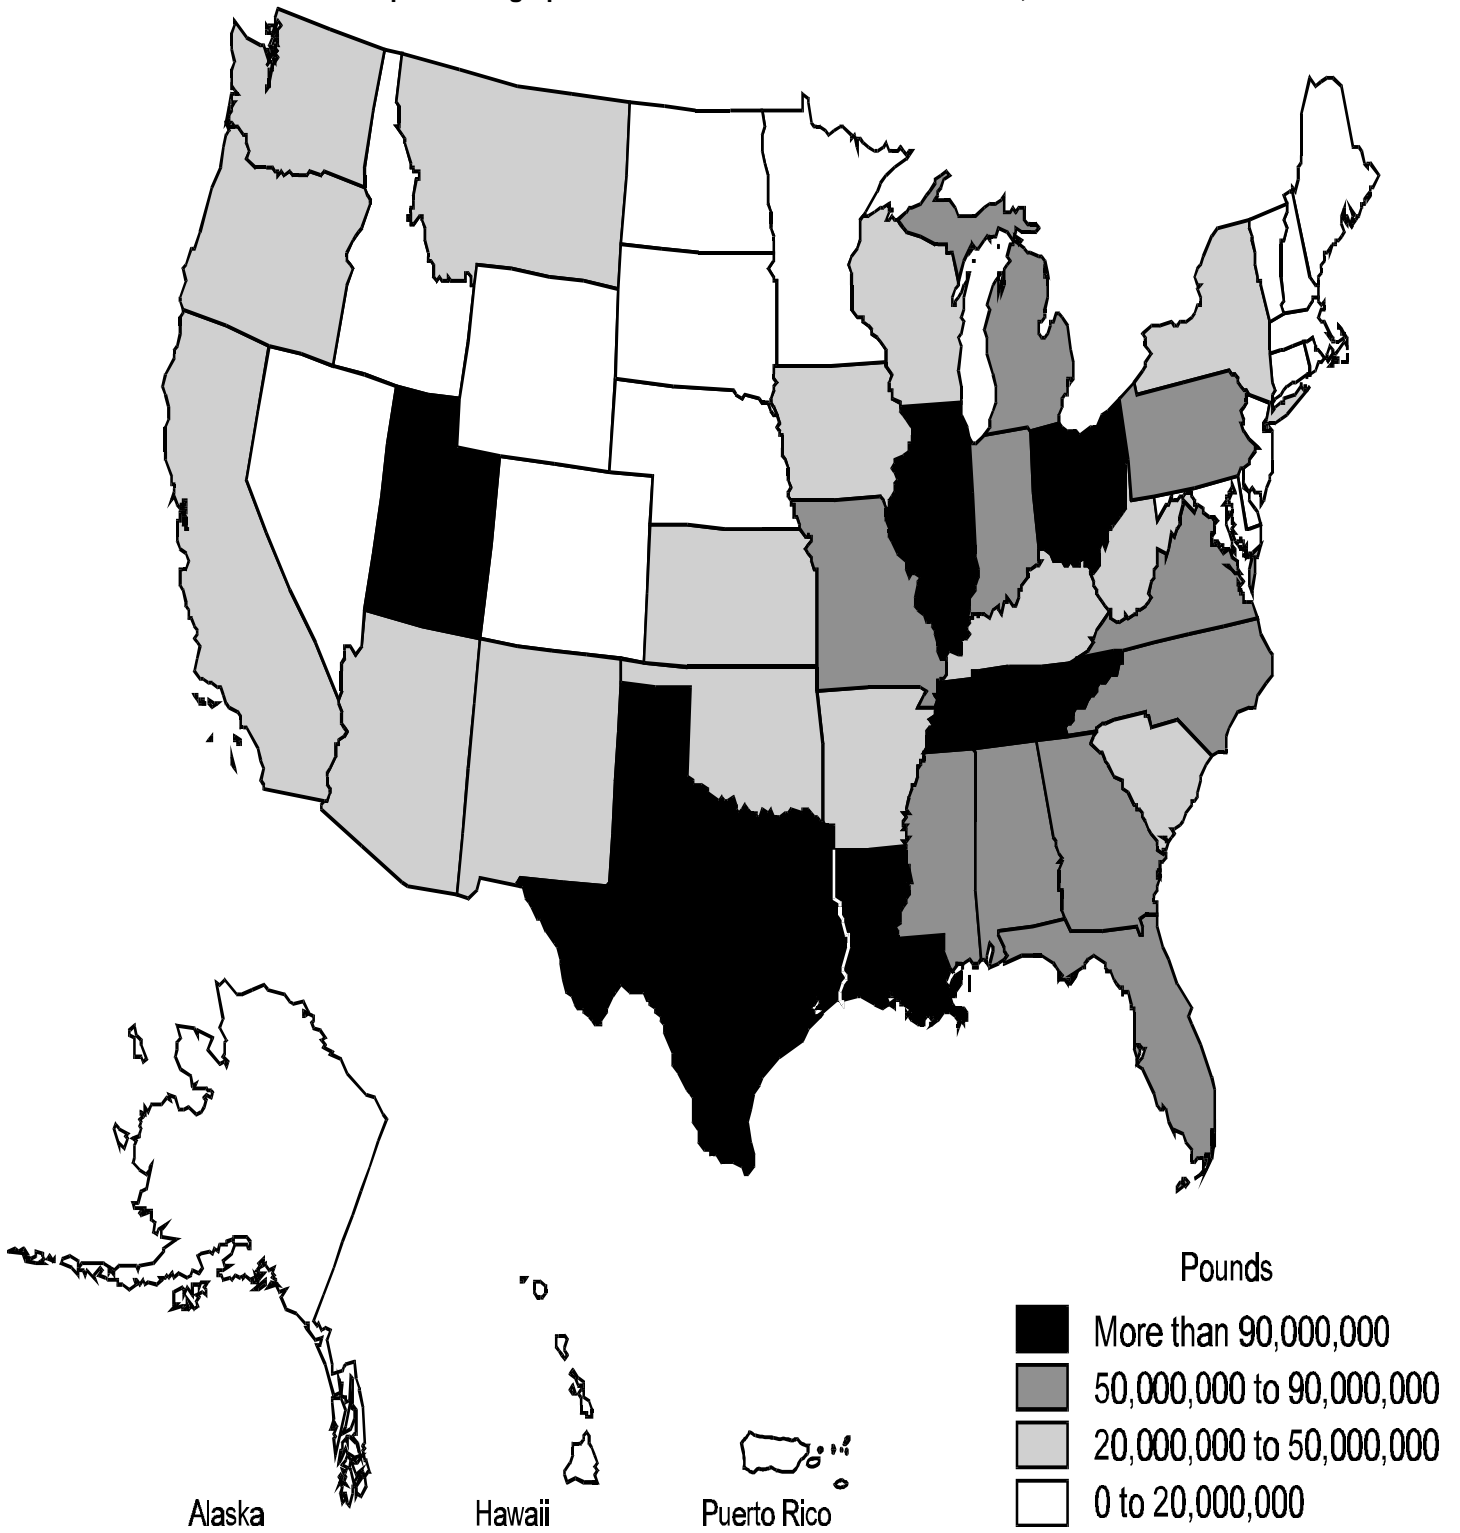 Pounds
More than 90,000,000
50,000,000 to 90,000,000
20,000,000 to 50,000,000
0 to 20,000,000
Alaska
Hawaii
Puerto Rico